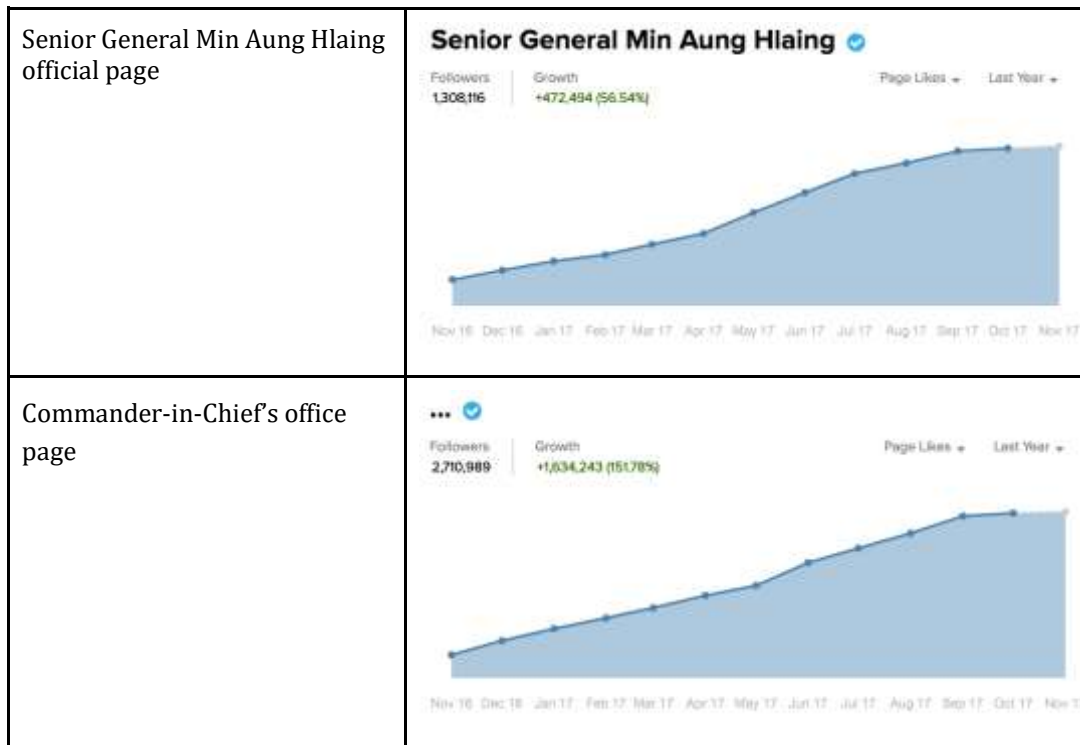 Senior General Min Aung Hlaing
official page
Senior General Min Aung Hlaing
Followers
1,308,116
Growth
+472,494 (56.54%)
Page Likes
Last Year
Nov 16 Dec 16 Jan 17 Feb 17 Mar 17 Apr 17 May 17 Jun 17 Jul 17 Aug 17 Sep 17 Oct 17 Nov 17
Commander-in-Chief’s office
page
...
Followers
2,710,989
Growth
+1,634,243 (151.78%)
Page Likes
Last Year
Nov 16 Dec 16 Jan 17 Feb 17 Mar 17 Apr 17 May 17 Jun 17 Jul 17 Aug 17 Sep 17 Oct 17 Nov 1